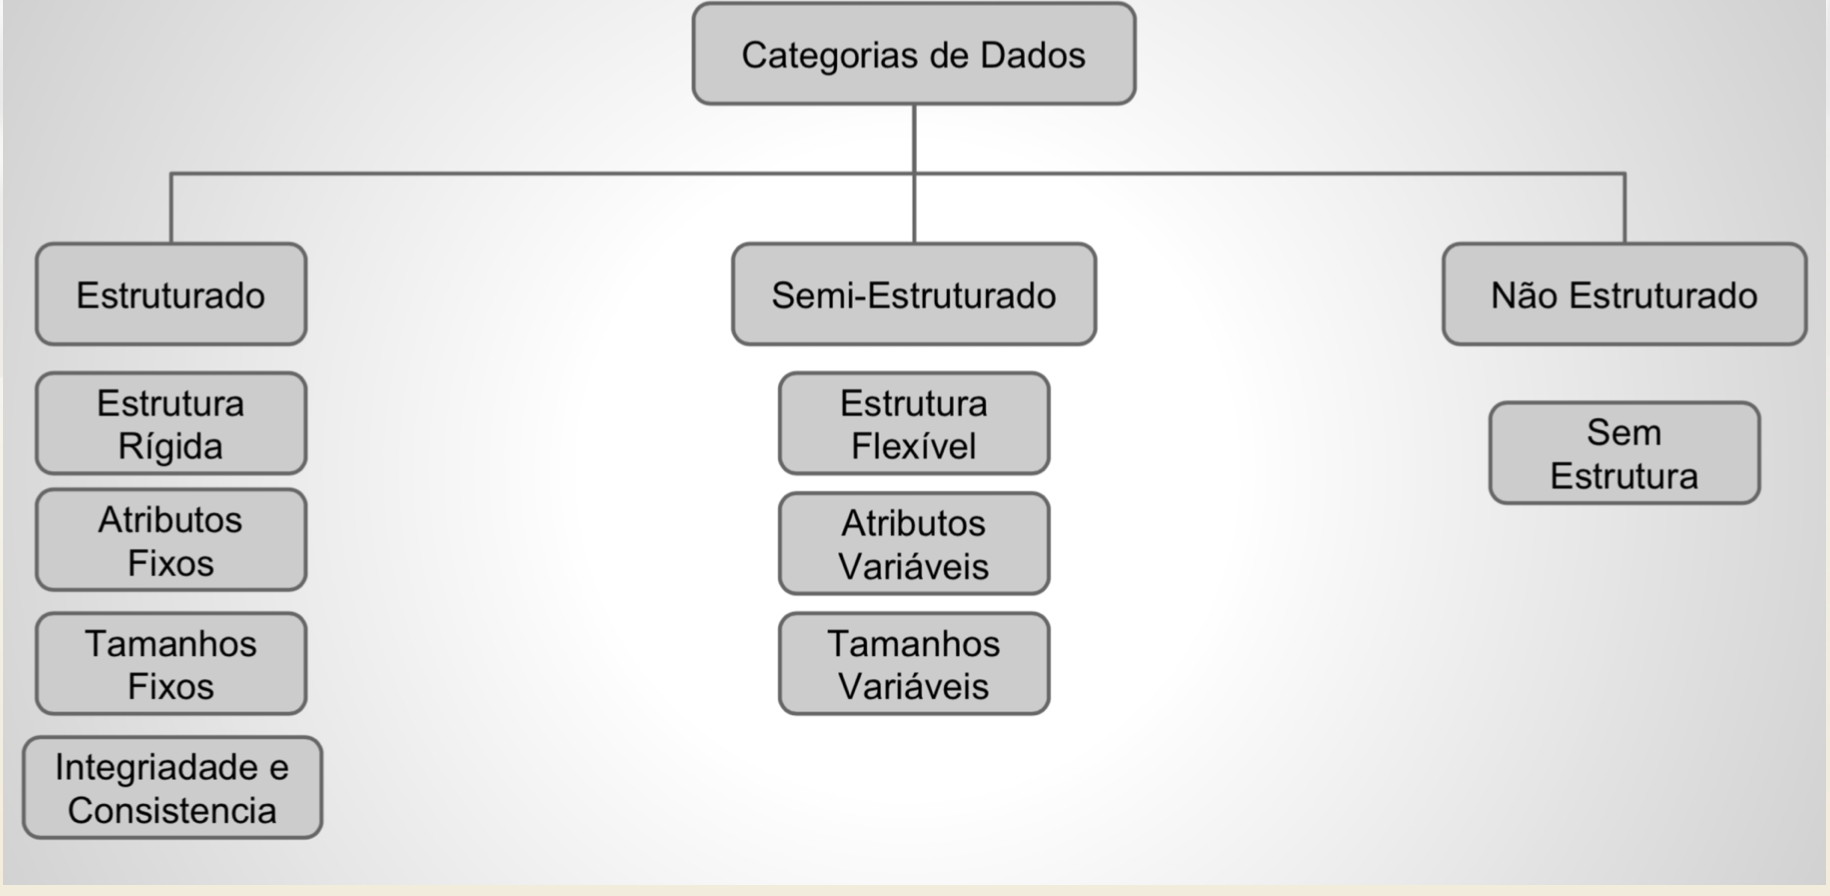 Categorias de Dados
Estruturado
Semi-Estruturado
Não Estruturado
Estrutura
Rígida
Atributos
Fixos
Tamanhos
Fixos
Integriadade e
Consistencia
Estrutura
Flexível
Atributos
Variáveis
Tamanhos
Variáveis
Sem
Estrutura